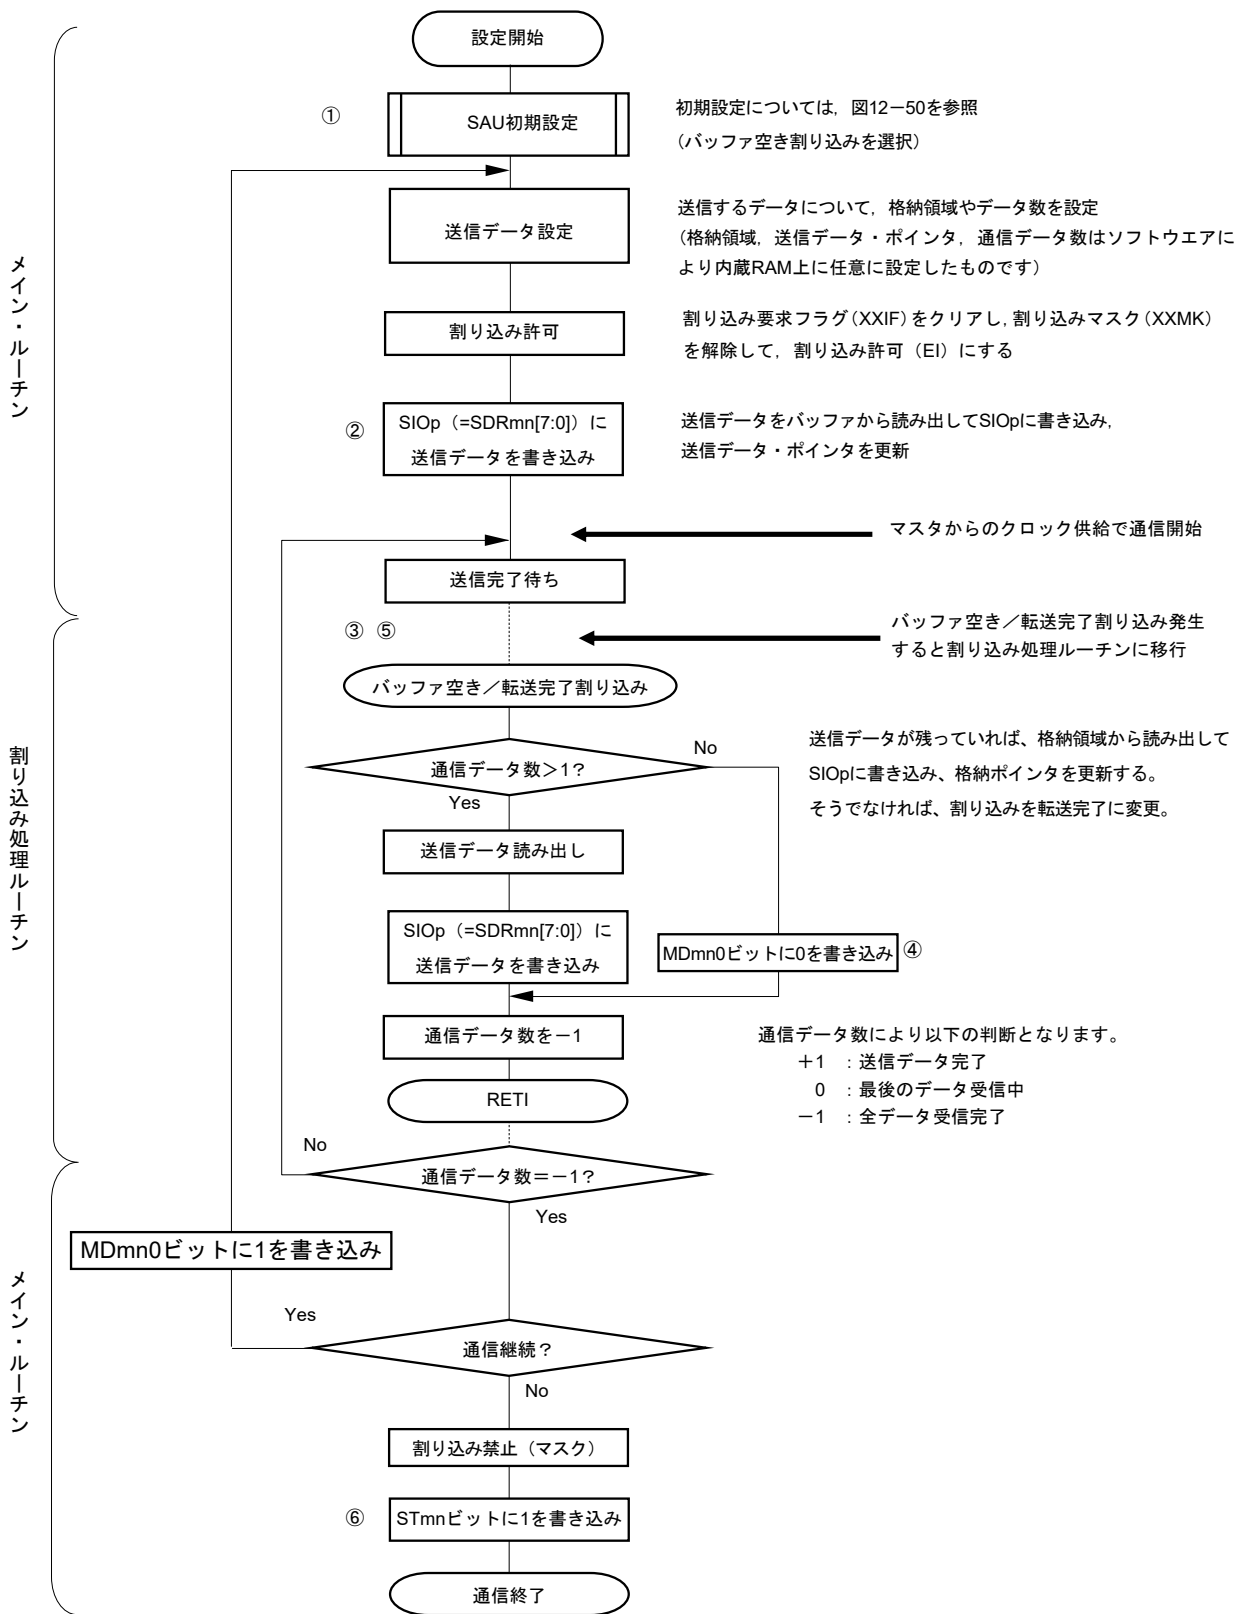 設定開始
①
SAU初期設定
初期設定については，図12－50を参照
（バッファ空き割り込みを選択）
送信データ設定
送信するデータについて，格納領域やデータ数を設定
（格納領域，送信データ・ポインタ，通信データ数はソフトウエアに
より内蔵RAM上に任意に設定したものです）
メイン・ルーチン
割り込み許可
割り込み要求フラグ（XXIF）をクリアし，割り込みマスク（XXMK）
を解除して，割り込み許可（EI）にする
②
SIOp（=SDRmn[7:0]）に
送信データを書き込み
送信データをバッファから読み出してSIOpに書き込み，
送信データ・ポインタを更新
マスタからのクロック供給で通信開始
送信完了待ち
③ ⑤
バッファ空き／転送完了割り込み発生
すると割り込み処理ルーチンに移行
バッファ空き／転送完了割り込み
割り込み処理ルーチン
通信データ数＞1？
No
Yes
送信データが残っていれば、格納領域から読み出して
SIOpに書き込み、格納ポインタを更新する。
そうでなければ、割り込みを転送完了に変更。
送信データ読み出し
SIOp（=SDRmn[7:0]）に
送信データを書き込み
MDmn0ビットに0を書き込み
④
通信データ数を－1
通信データ数により以下の判断となります。
＋1 ：送信データ完了
0 ：最後のデータ受信中
－1 ：全データ受信完了
RETI
No
通信データ数＝－1？
Yes
MDmn0ビットに1を書き込み
メイン・ルーチン
Yes
通信継続？
No
割り込み禁止（マスク）
⑥
STmnビットに1を書き込み
通信終了